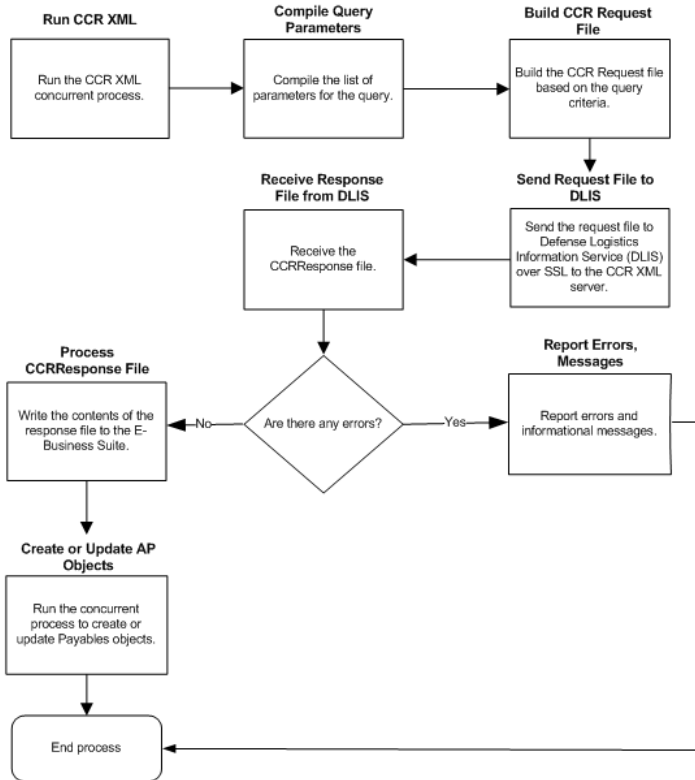 Run CCR XML
Run the CCR XML
concurrent process.
Compile Query
Parameters
Compile the list of
parameters for the query.
Build CCR Request
File
Build the CCR Request file
based on the query
criteria.
Send Request File to
DLIS
Send the request file to
Defense Logistics
Information Service (DLIS)
over SSL to the CCR XML
server.
Receive Response
File from DLIS
Receive the
CCRResponse file.
Are there any errors?
No
Yes
Report Errors,
Messages
Report errors and
informational messages.
Process
CCRResponse File
Write the contents of the
response file to the E-
Business Suite.
Create or Update AP
Objects
Run the concurrent
process to create or
update Payables objects.
End process